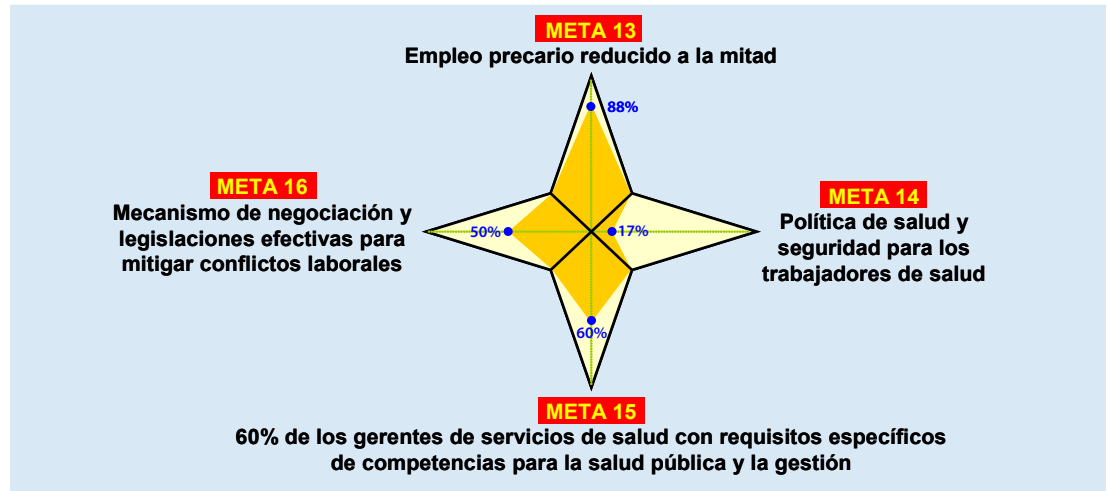 META 13
Empleo precario reducido a la mitad
88%
META 16
Mecanismo de negociación y
legislaciones efectivas para
mitigar conflictos laborales
50%
17%
META 14
Política de salud y
seguridad para los
trabajadores de salud
60%
META 15
60% de los gerentes de servicios de salud con requisitos específicos
de competencias para la salud pública y la gestión